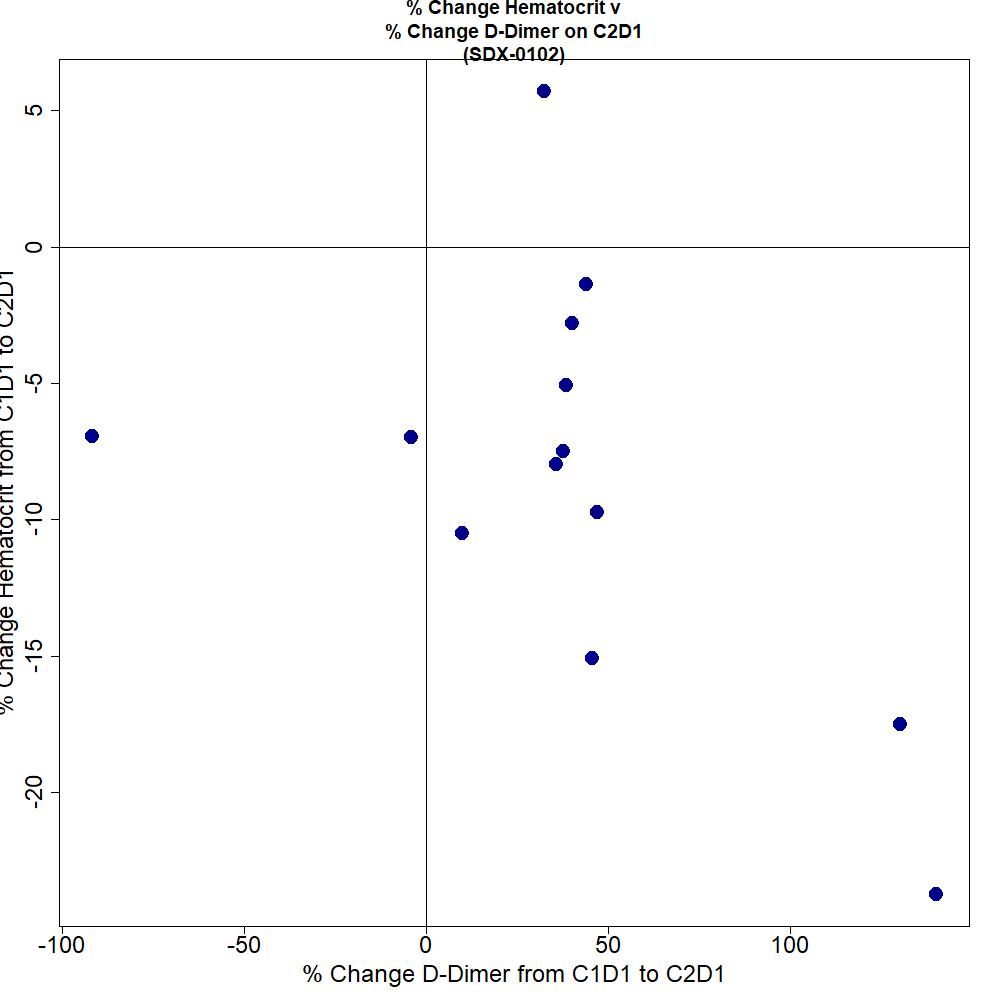 % Change Hematocrit v
% Change D-Dimer on C2D1
(SDX-0102)
5
0
-5
-10
-15
-20
% Change Hematocrit from C1D1 to C2D1
-100
-50
0
50
100
% Change D-Dimer from C1D1 to C2D1